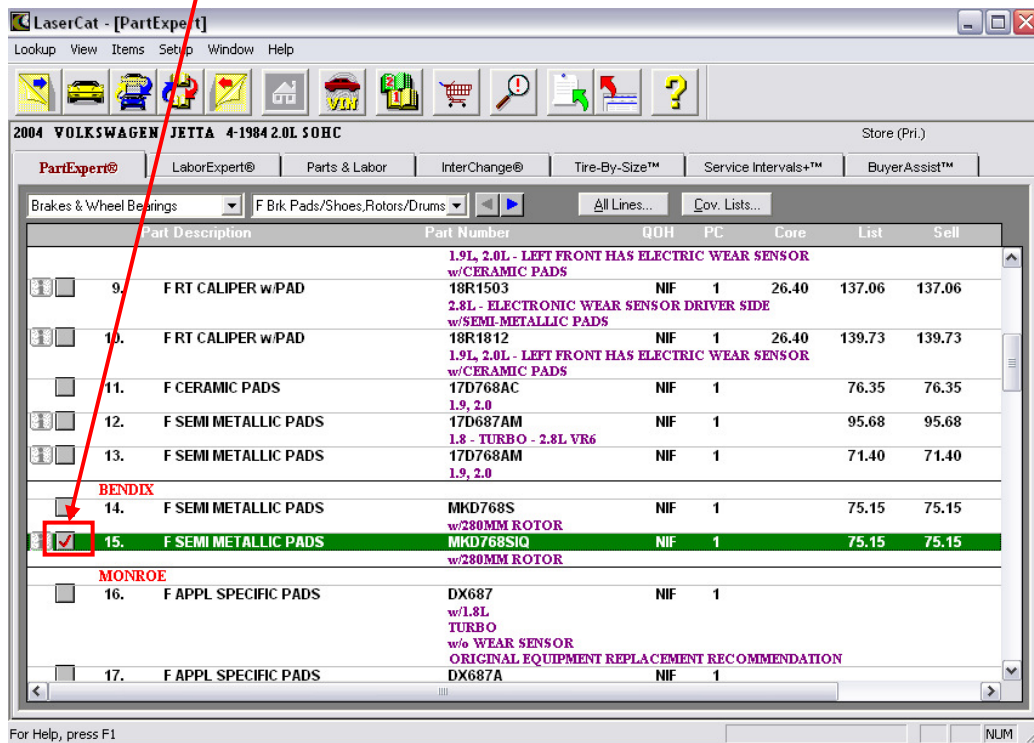 LaserCat - [PartExpert]
Lookup View Items Setup Window Help
VIN
2 1
2004 VOLKSWAGEN JETTA 4-1984 2.0L SOHC Store (Pri.)
PartExpert® LaborExpert® Parts & Labor InterChange® Tire-By-Size™ Service Intervals+™ BuyerAssist™
Brakes & Wheel Bearings F Brk Pads/Shoes,Rotors/Drums All Lines... Cov. Lists...
Part Description Part Number QOH PC Core List Sell
1.9L, 2.0L - LEFT FRONT HAS ELECTRIC WEAR SENSOR
w/CERAMIC PADS
9. F RT CALIPER w/PAD 18R1503 NIF 1 26.40 137.06 137.06
2.8L - ELECTRONIC WEAR SENSOR DRIVER SIDE
w/SEMI-METALLIC PADS
10. F RT CALIPER w/PAD 18R1812 NIF 1 26.40 139.73 139.73
1.9L, 2.0L - LEFT FRONT HAS ELECTRIC WEAR SENSOR
w/CERAMIC PADS
11. F CERAMIC PADS 17D768AC NIF 1 76.35 76.35
1.9, 2.0
12. F SEMI METALLIC PADS 17D687AM NIF 1 95.68 95.68
1.8 - TURBO - 2.8L VR6
13. F SEMI METALLIC PADS 17D768AM NIF 1 71.40 71.40
1.9, 2.0
BENDIX
14. F SEMI METALLIC PADS MKD768S NIF 1 75.15 75.15
w/280MM ROTOR
15. F SEMI METALLIC PADS MKD768SIQ NIF 1 75.15 75.15
w/280MM ROTOR
MONROE
16. F APPL SPECIFIC PADS DX687 NIF 1
w/1.8L
TURBO
w/o WEAR SENSOR
ORIGINAL EQUIPMENT REPLACEMENT RECOMMENDATION
17. F APPL SPECIFIC PADS DX687A NIF 1
For Help, press F1 NUM